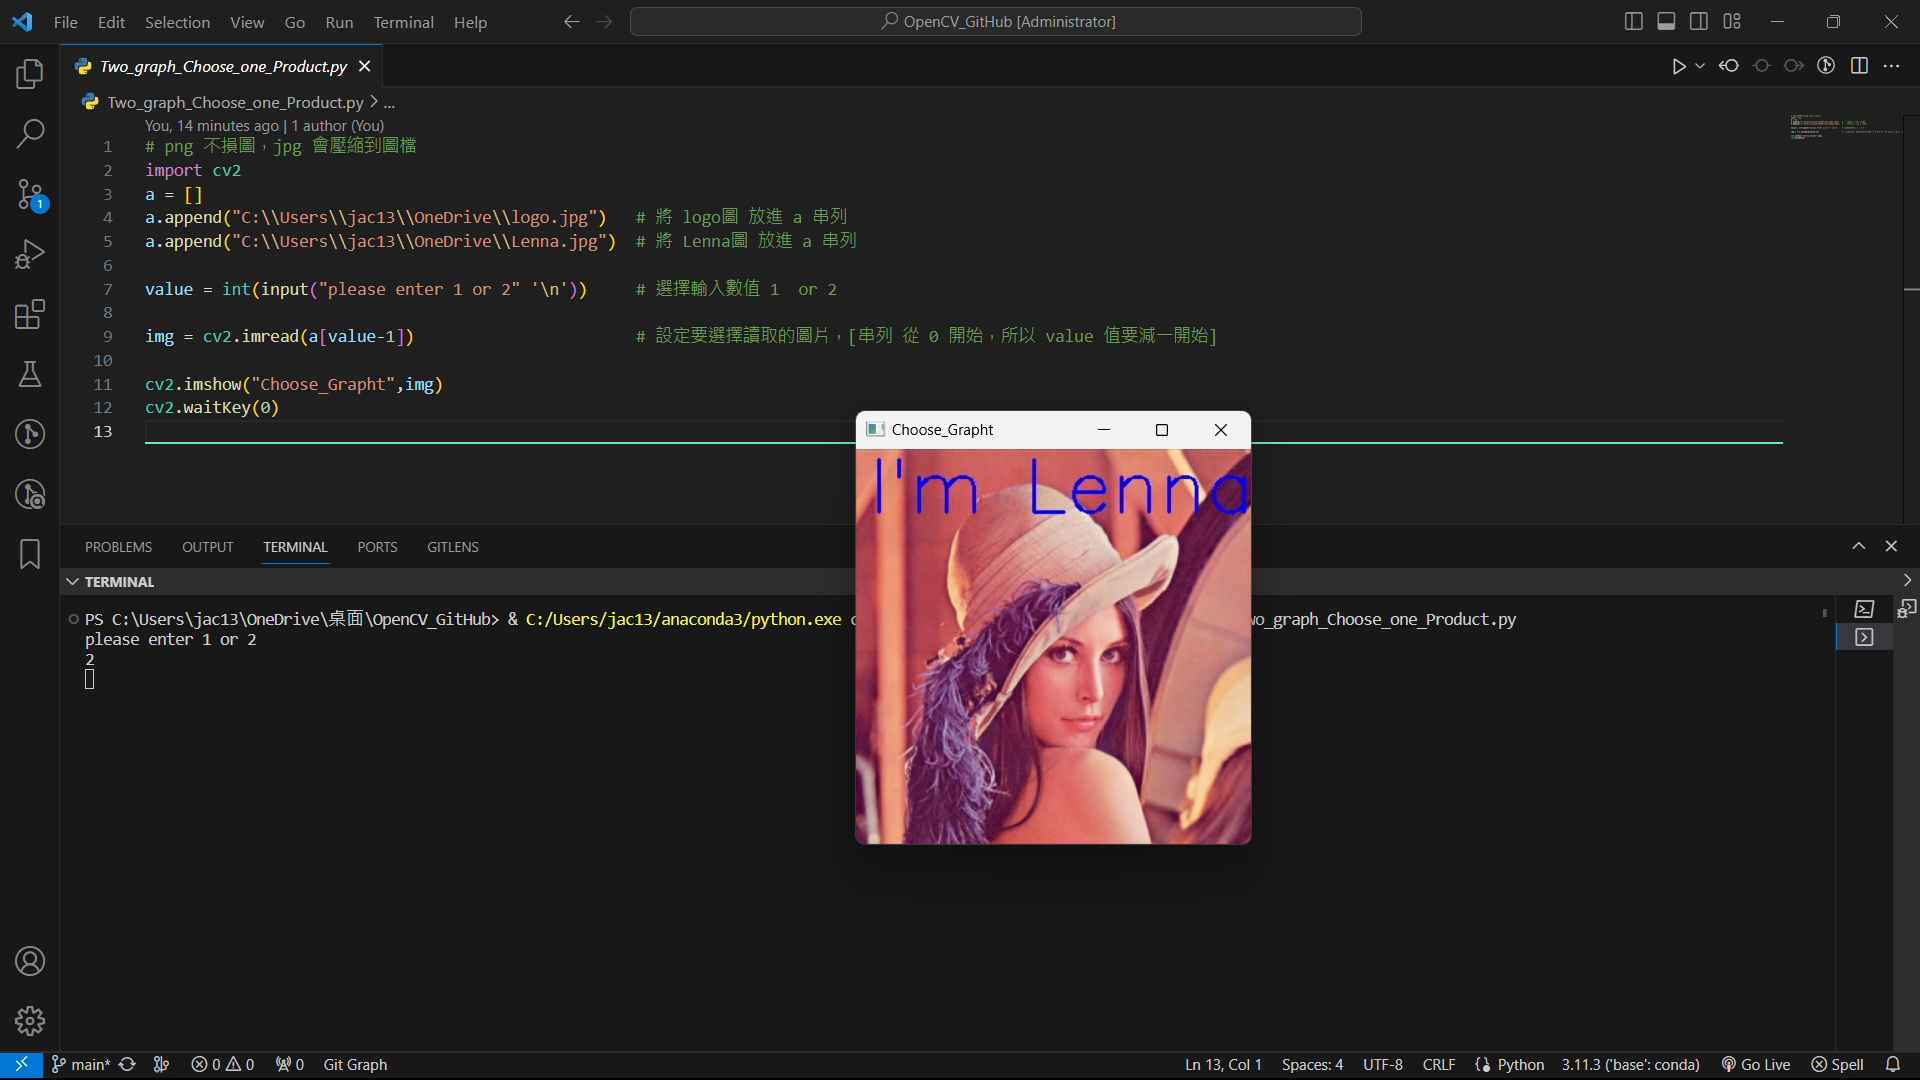 File Edit Selection View Go Run Terminal Help
OpenCV_GitHub [Administrator]
Two_graph_Choose_one_Product.py
Two_graph_Choose_one_Product.py > ...
You, 14 minutes ago | 1 author (You)
1 # png 不損圖，jpg 會壓縮到圖檔
2 import cv2
3 a = []
4 a.append("C:\\Users\\jac13\\OneDrive\\logo.jpg") # 將 logo圖 放進 a 串列
5 a.append("C:\\Users\\jac13\\OneDrive\\Lenna.jpg") # 將 Lenna圖 放進 a 串列
6
7 value = int(input("please enter 1 or 2" '\n')) # 選擇輸入數值 1 or 2
8
9 img = cv2.imread(a[value-1]) # 設定要選擇讀取的圖片，[串列 從 0 開始，所以 value 值要減一開始]
10
11 cv2.imshow("Choose_Grapht",img)
12 cv2.waitKey(0)
13
Choose_Grapht
I'm Lenna
PROBLEMS OUTPUT TERMINAL PORTS GITLENS
TERMINAL
PS C:\Users\jac13\OneDrive\桌面\OpenCV_GitHub> & C:/Users/jac13/anaconda3/python.exe wo_graph_Choose_one_Product.py
please enter 1 or 2
2
1
main* 0 0 0 Git Graph Ln 13, Col 1 Spaces: 4 UTF-8 CRLF {} Python 3.11.3 ('base': conda) Go Live Spell